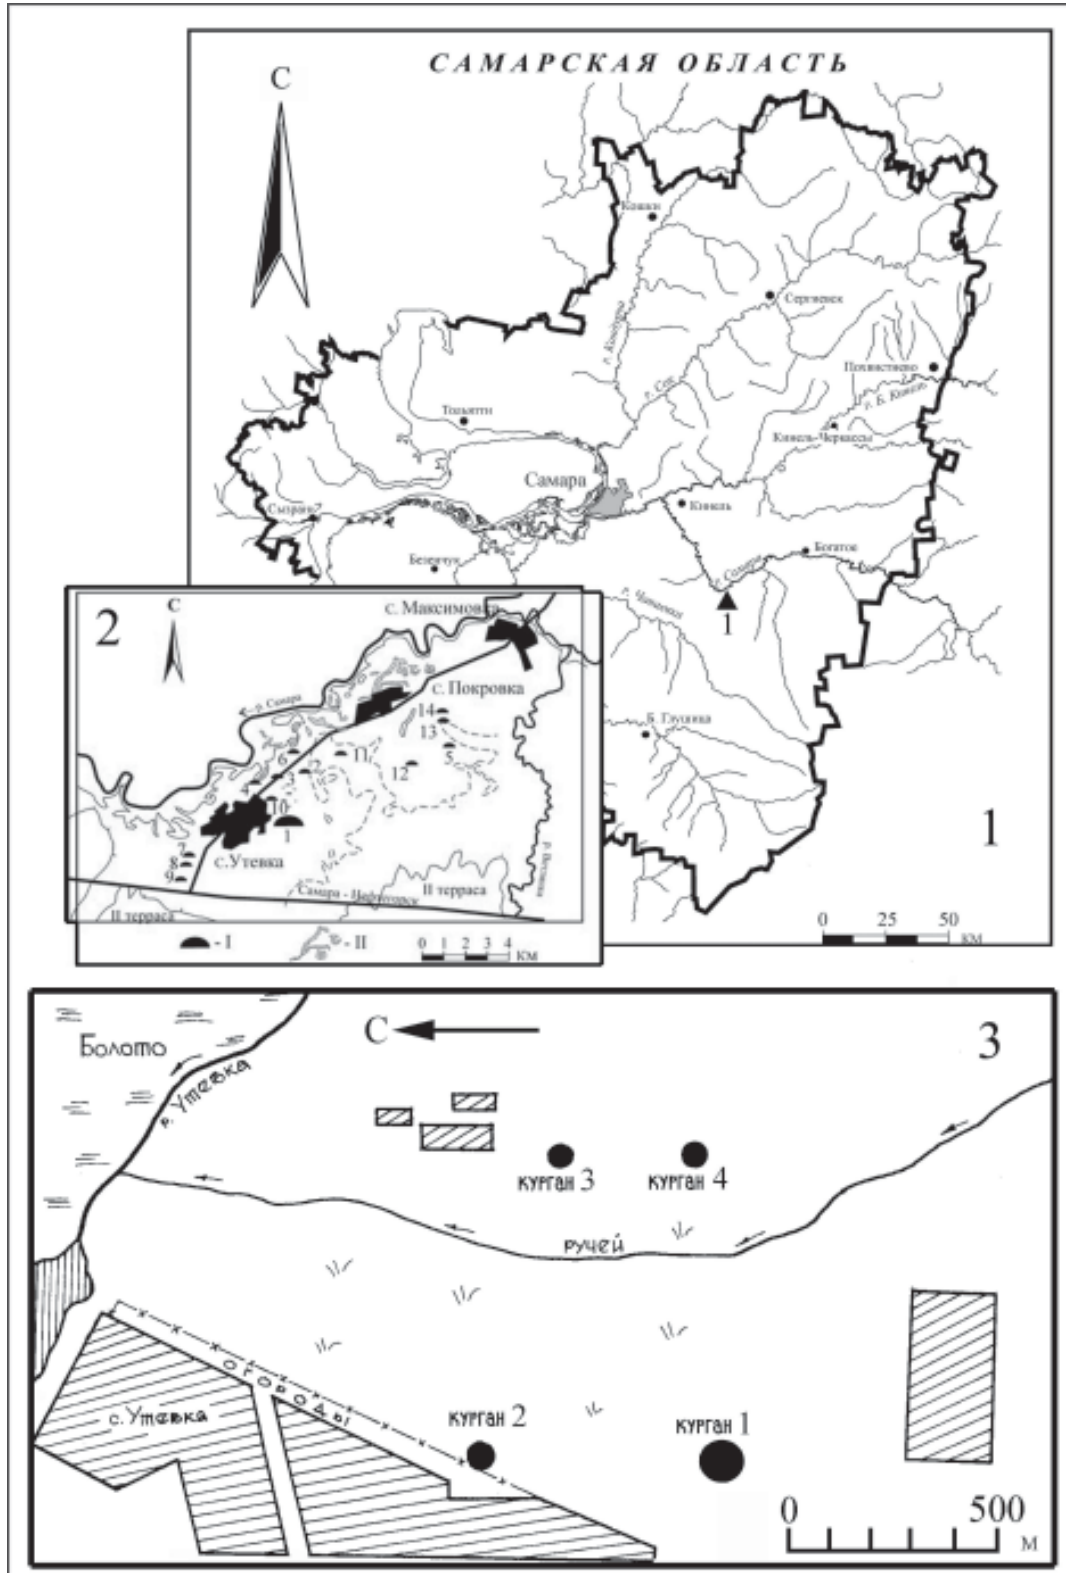 САМАРСКАЯ ОБЛАСТЬ
С
Кошки
р. Кондурча
Сергиевск
р. Сок
Похвистнево
р. Б. Кинель
Тольятти
Кинель-Черкассы
Самара
Сызрань
Кинель
Безенчук
Богатое
р. Самара
р. Чапаевка
1
Б. Глушица
1
0 25 50
км
2
С
с. Максимовка
р. Самара
с. Покровка
14
13
6
2
11
12
5
4
3
10
1
с. Утевка
7
8
9
Самара - Нефтегорск
II терраса
II терраса
- I
- II
0 1 2 3 4
км
3
С
Болото
р. Утевка
КУРГАН 3
КУРГАН 4
РУЧЕЙ
ОГОРОДЫ
с. Утевка
КУРГАН 2
КУРГАН 1
0 500
м